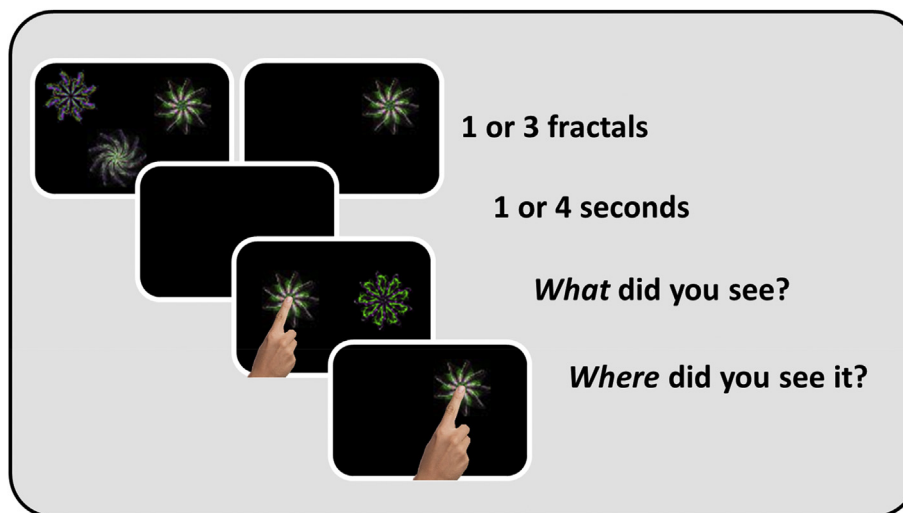 1 or 3 fractals
1 or 4 seconds
What did you see?
Where did you see it?